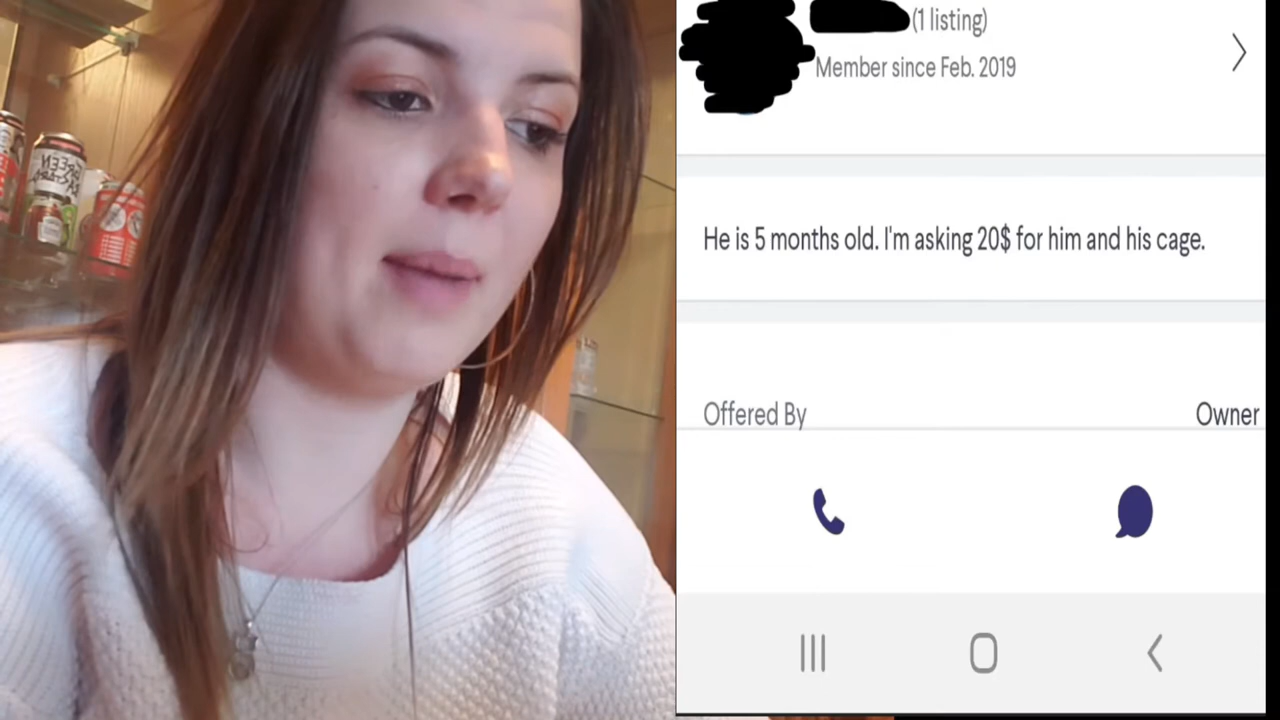 (1 listing)
Member since Feb. 2019
He is 5 months old. I'm asking 20$ for him and his cage.
Offered By
Owner